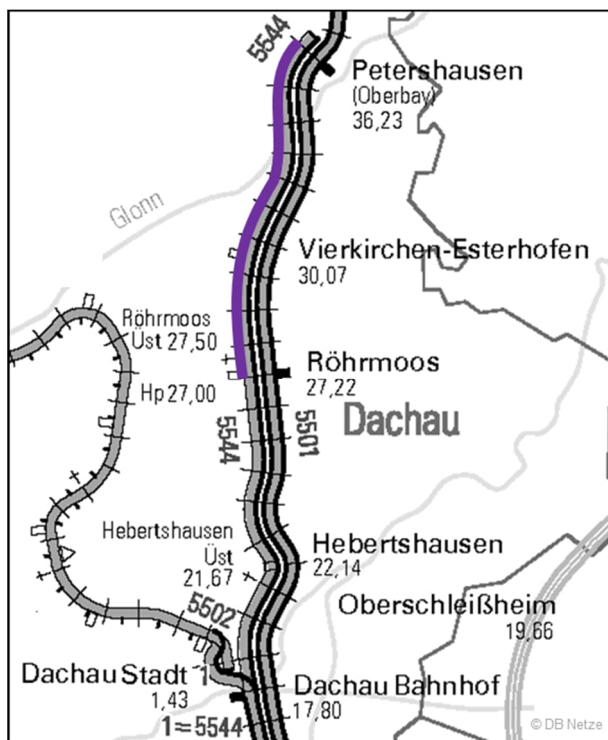 5544
Petershausen
(Oberbay)
36,23
Glonn
Vierkirchen-Esterhofen
30,07
Röhrmoos
Üst 27,50
Röhrmoos
27,22
Hp 27,00
5544
5501
Dachau
Hebertshausen
Üst
21,67
Hebertshausen
22,14
5502
Oberschleißheim
19,66
Dachau Stadt 1
1,43
Dachau Bahnhof
17,80
1=5544
© DB Netze